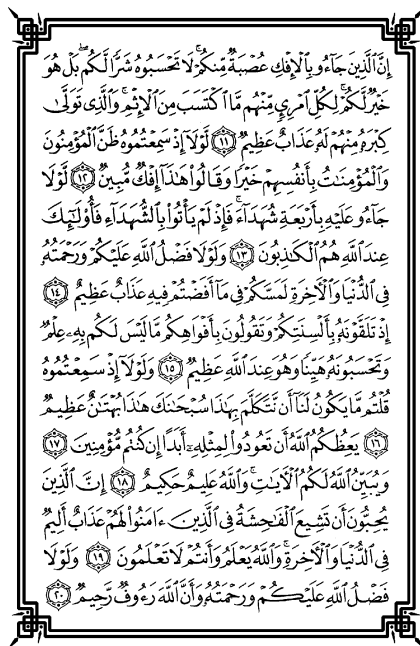 إِنَّ ٱلَّذِينَ جَآءُو بِٱلْإِفْكِ عُصْبَةٌ مِّنكُمْ ۚ لَا تَحْسَبُوهُ شَرًّا لَّكُم ۖ بَلْ هُوَ
خَيْرٌ لَّكُمْ ۚ لِكُلِّ ٱمْرِئٍ مِّنْهُم مَّا ٱكْتَسَبَ مِنَ ٱلْإِثْمِ ۚ وَٱلَّذِى تَوَلَّىٰ
كِبْرَهُۥ مِنْهُمْ لَهُۥ عَذَابٌ عَظِيمٌ ۝١١ لَّوْلَآ إِذْ سَمِعْتُمُوهُ ظَنَّ ٱلْمُؤْمِنُونَ
وَٱلْمُؤْمِنَـٰتُ بِأَنفُسِهِمْ خَيْرًا وَقَالُوا۟ هَـٰذَآ إِفْكٌ مُّبِينٌ ۝١٢ لَّوْلَا
جَآءُو عَلَيْهِ بِأَرْبَعَةِ شُهَدَآءَ ۚ فَإِذْ لَمْ يَأْتُوا۟ بِٱلشُّهَدَآءِ فَأُو۟لَـٰٓئِكَ
عِندَ ٱللَّهِ هُمُ ٱلْكَـٰذِبُونَ ۝١٣ وَلَوْلَا فَضْلُ ٱللَّهِ عَلَيْكُمْ وَرَحْمَتُهُۥ
فِى ٱلدُّنْيَا وَٱلْـَٔاخِرَةِ لَمَسَّكُمْ فِى مَآ أَفَضْتُمْ فِيهِ عَذَابٌ عَظِيمٌ ۝١٤
إِذْ تَلَقَّوْنَهُۥ بِأَلْسِنَتِكُمْ وَتَقُولُونَ بِأَفْوَاهِكُم مَّا لَيْسَ لَكُم بِهِۦ عِلْمٌ
وَتَحْسَبُونَهُۥ هَيِّنًا وَهُوَ عِندَ ٱللَّهِ عَظِيمٌ ۝١٥ وَلَوْلَآ إِذْ سَمِعْتُمُوهُ
قُلْتُم مَّا يَكُونُ لَنَآ أَن نَّتَكَلَّمَ بِهَـٰذَا سُبْحَـٰنَكَ هَـٰذَا بُهْتَـٰنٌ عَظِيمٌ
۝١٦ يَعِظُكُمُ ٱللَّهُ أَن تَعُودُوا۟ لِمِثْلِهِۦٓ أَبَدًا إِن كُنتُم مُّؤْمِنِينَ ۝١٧
وَيُبَيِّنُ ٱللَّهُ لَكُمُ ٱلْـَٔايَـٰتِ ۚ وَٱللَّهُ عَلِيمٌ حَكِيمٌ ۝١٨ إِنَّ ٱلَّذِينَ
يُحِبُّونَ أَن تَشِيعَ ٱلْفَـٰحِشَةُ فِى ٱلَّذِينَ ءَامَنُوا۟ لَهُمْ عَذَابٌ أَلِيمٌ
فِى ٱلدُّنْيَا وَٱلْـَٔاخِرَةِ ۚ وَٱللَّهُ يَعْلَمُ وَأَنتُمْ لَا تَعْلَمُونَ ۝١٩ وَلَوْلَا
فَضْلُ ٱللَّهِ عَلَيْكُمْ وَرَحْمَتُهُۥ وَأَنَّ ٱللَّهَ رَءُوفٌ رَّحِيمٌ ۝٢٠